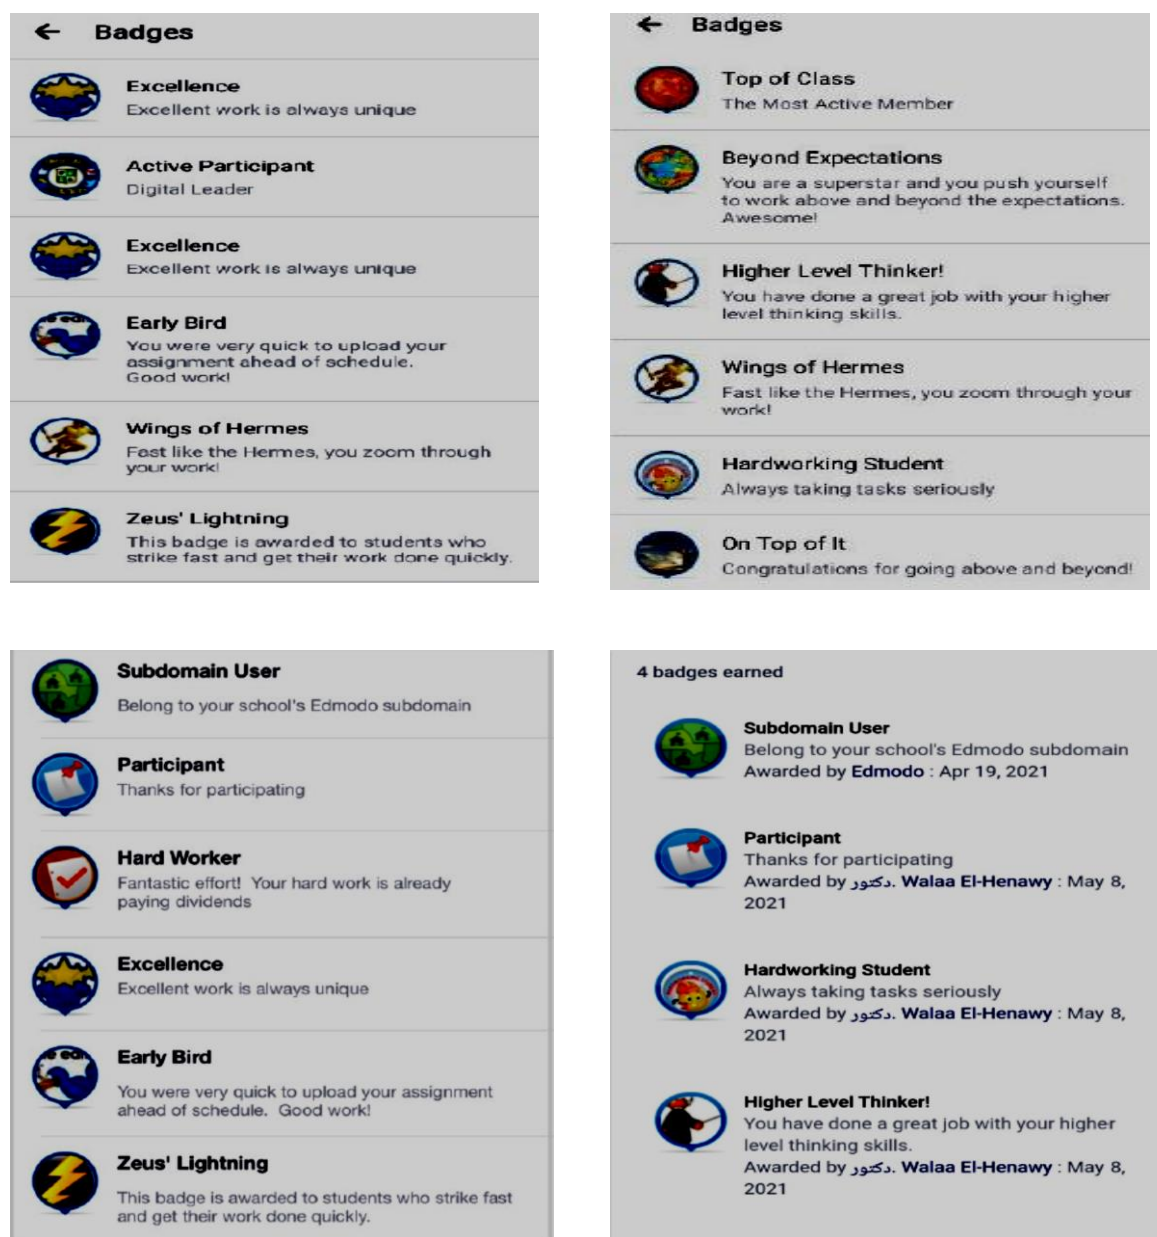 ← Badges
Excellence
Excellent work is always unique
Active Participant
Digital Leader
Excellence
Excellent work is always unique
Early Bird
You were very quick to upload your
assignment ahead of schedule.
Good work!
Wings of Hermes
Fast like the Hermes, you zoom through
your work!
Zeus' Lightning
This badge is awarded to students who
strike fast and get their work done quickly.
← Badges
Top of Class
The Most Active Member
Beyond Expectations
You are a superstar and you push yourself
to work above and beyond the expectations.
Awesome!
Higher Level Thinker!
You have done a great job with your higher
level thinking skills.
Wings of Hermes
Fast like the Hermes, you zoom through your
work!
Hardworking Student
Always taking tasks seriously
On Top of It
Congratulations for going above and beyond!
Subdomain User
Belong to your school's Edmodo subdomain
Participant
Thanks for participating
Hard Worker
Fantastic effort! Your hard work is already
paying dividends
Excellence
Excellent work is always unique
Early Bird
You were very quick to upload your assignment
ahead of schedule. Good work!
Zeus' Lightning
This badge is awarded to students who strike fast
and get their work done quickly.
4 badges earned
Subdomain User
Belong to your school's Edmodo subdomain
Awarded by Edmodo : Apr 19, 2021
Participant
Thanks for participating
Awarded by دكتور. Walaa El-Henawy : May 8,
2021
Hardworking Student
Always taking tasks seriously
Awarded by دكتور. Walaa El-Henawy : May 8,
2021
Higher Level Thinker!
You have done a great job with your higher
level thinking skills.
Awarded by دكتور. Walaa El-Henawy : May 8,
2021